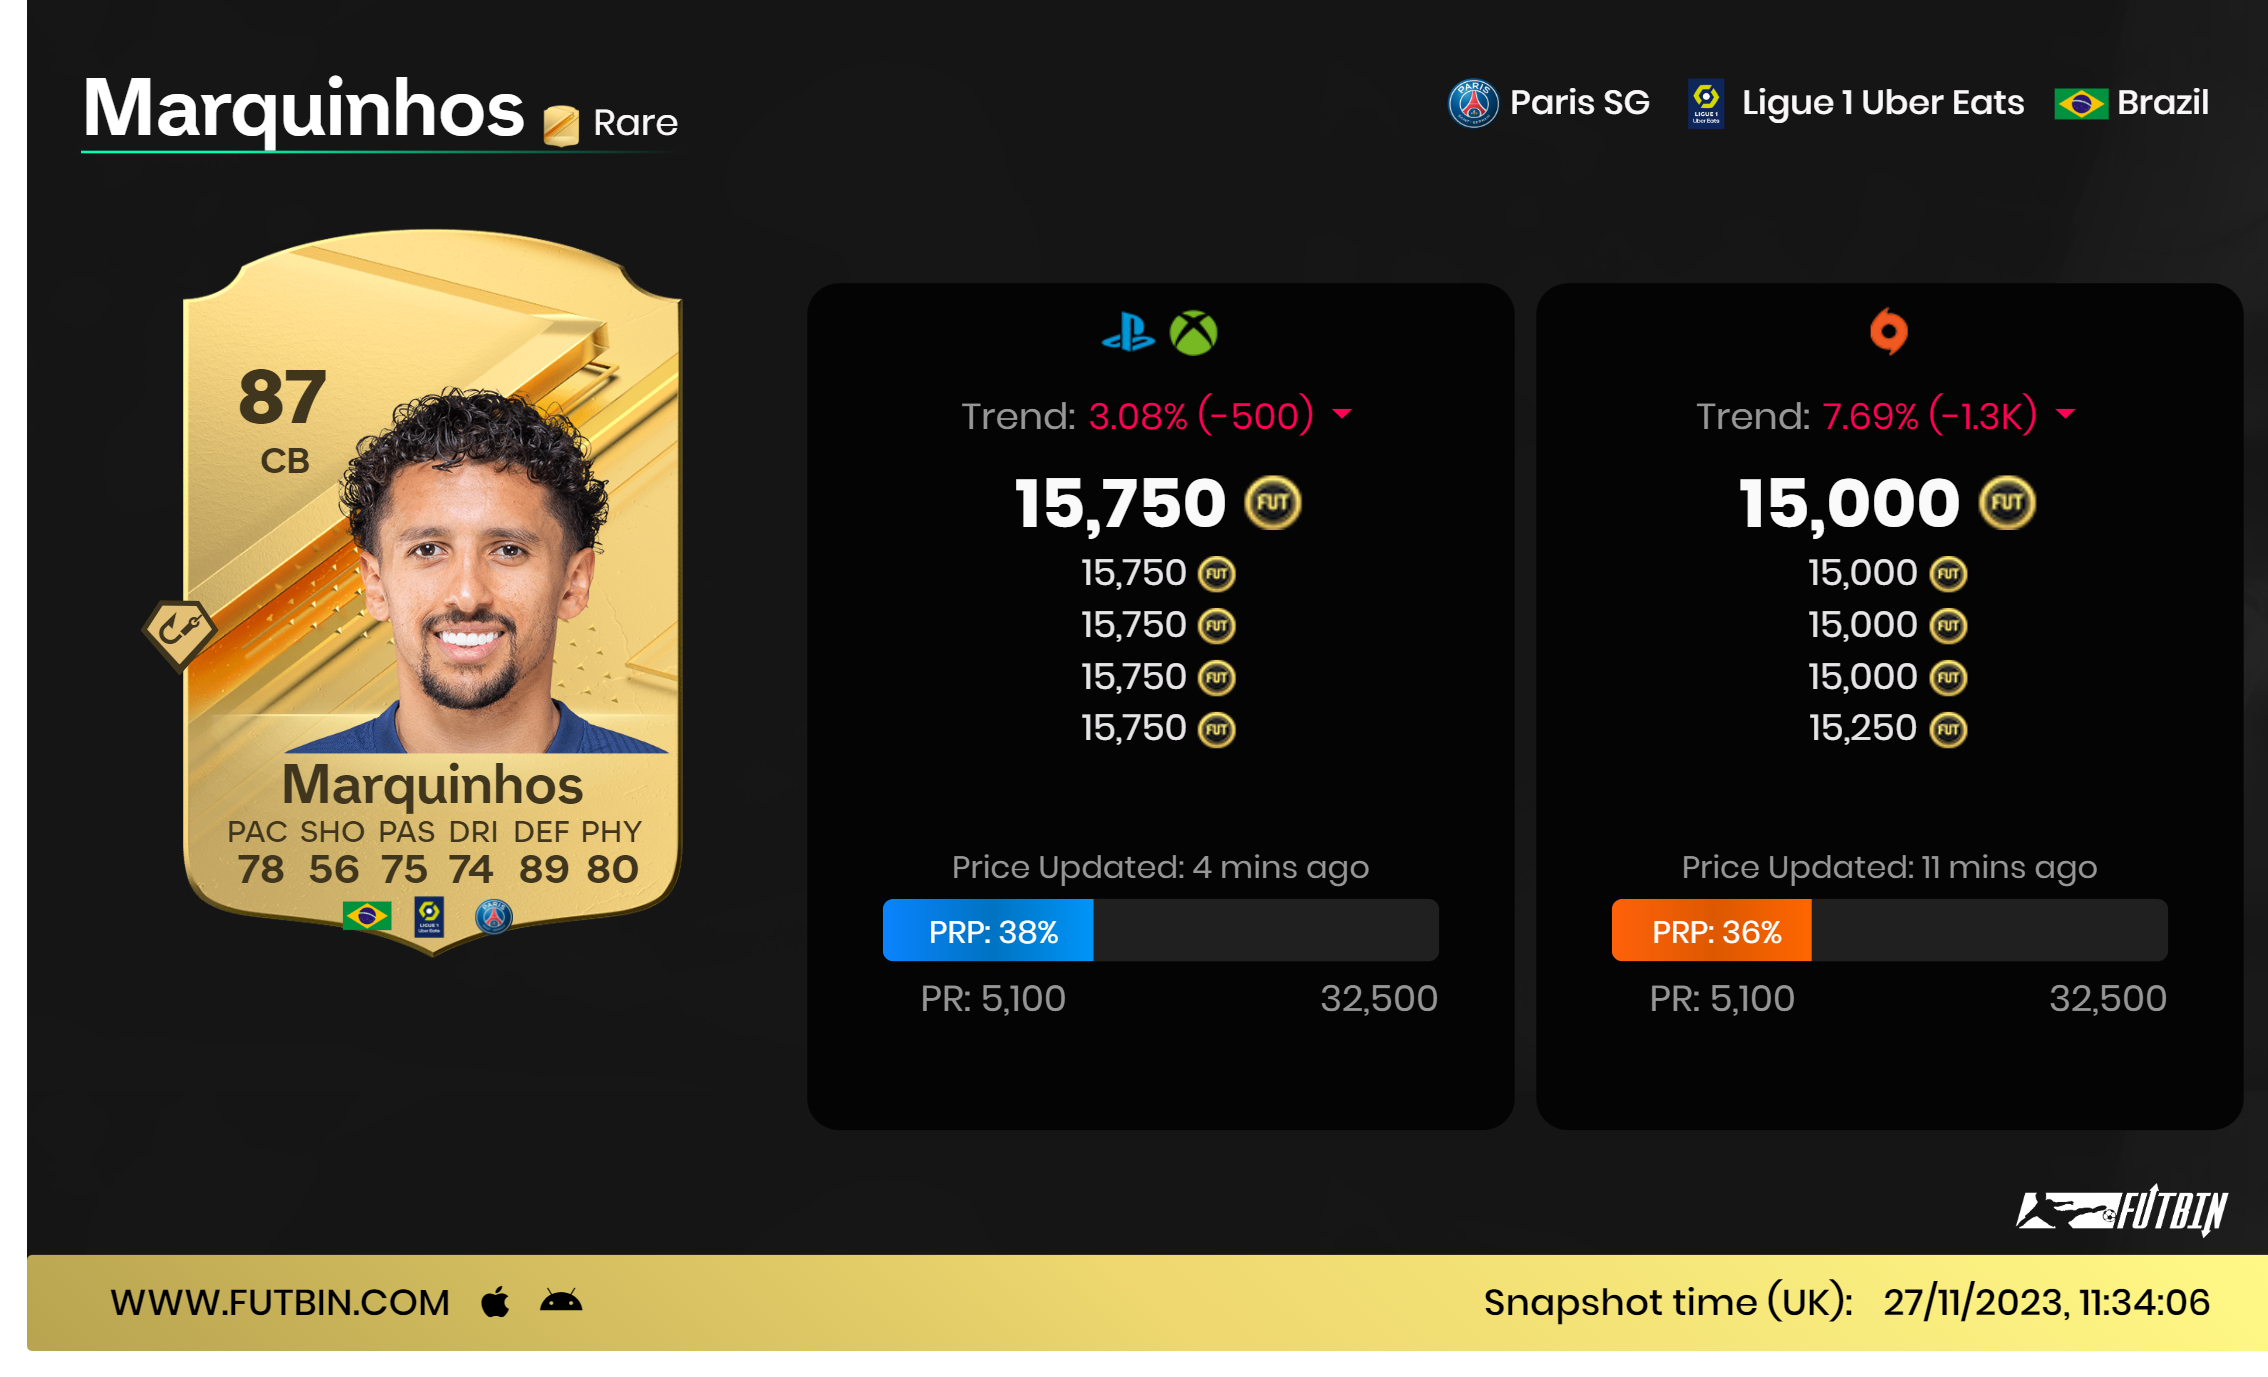 Marquinhos Rare
Paris SG Ligue 1 Uber Eats Brazil
87
CB
Marquinhos
PAC SHO PAS DRI DEF PHY
78 56 75 74 89 80
Trend: 3.08% (-500)
15,750
15,750
15,750
15,750
15,750
Price Updated: 4 mins ago
PRP: 38%
PR: 5,100 32,500
Trend: 7.69% (-1.3K)
15,000
15,000
15,000
15,000
15,250
Price Updated: 11 mins ago
PRP: 36%
PR: 5,100 32,500
FUTBIN
WWW.FUTBIN.COM
Snapshot time (UK): 27/11/2023, 11:34:06